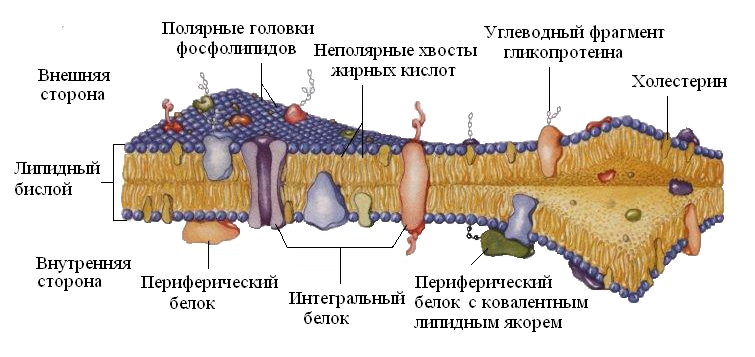 Полярные головки
фосфолипидов
Неполярные хвосты
жирных кислот
Углеводный фрагмент
гликопротеина
Холестерин
Внешняя
сторона
Липидный
бислой
Внутренняя
сторона
Периферический
белок
Интегральный
белок
Периферический
белок с ковалентным
липидным якорем